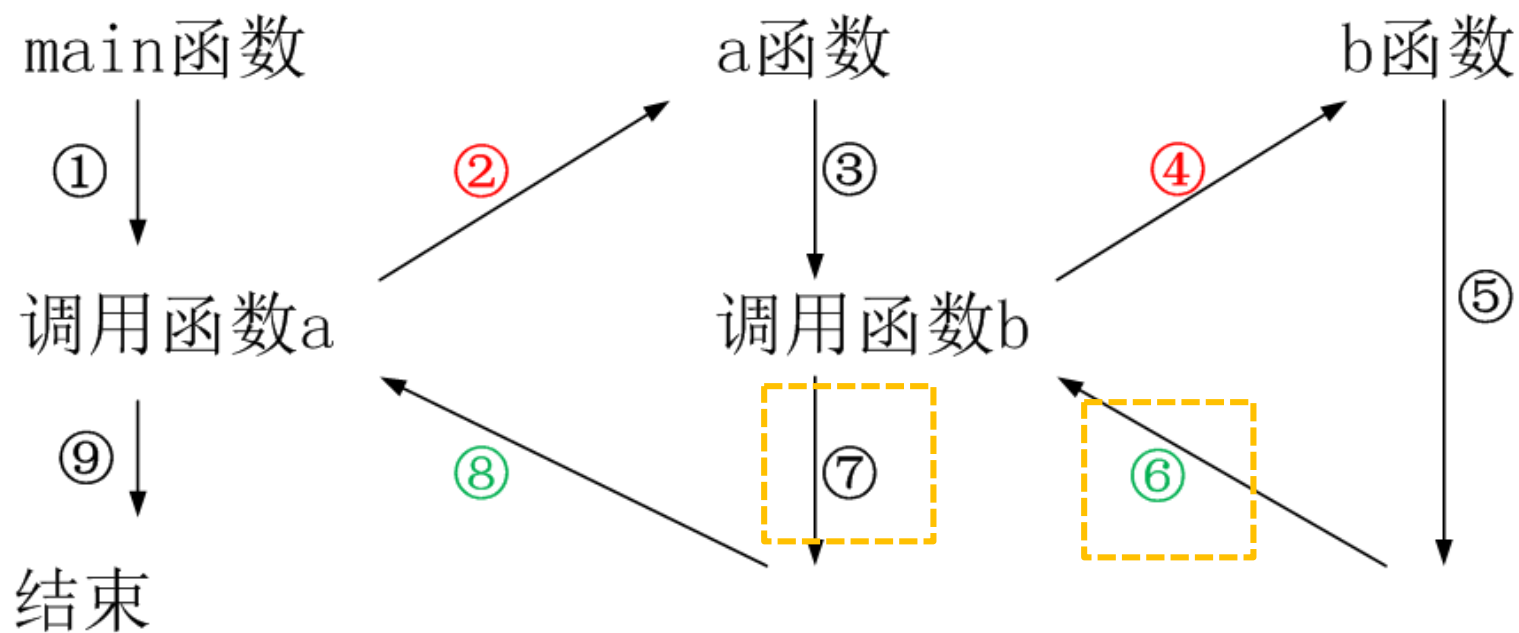 main函数 a函数 b函数
① ② ③ ④
调用函数a 调用函数b ⑤
⑨ ⑧ ⑦ ⑥
结束